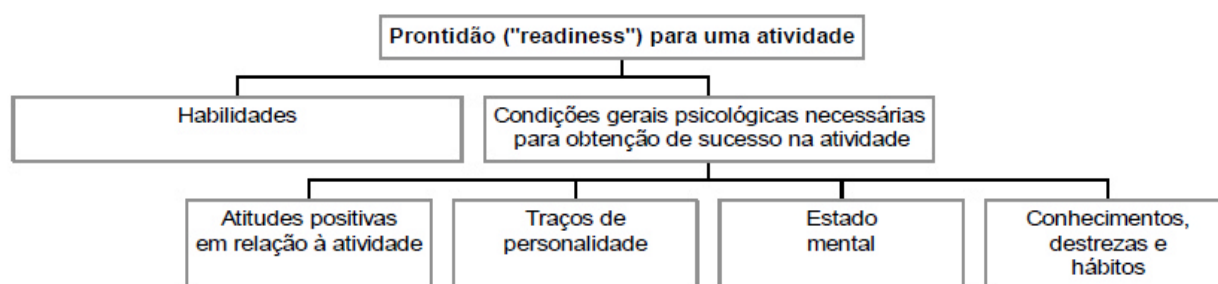 Prontidão ("readiness") para uma atividade
Habilidades
Condições gerais psicológicas necessárias
para obtenção de sucesso na atividade
Atitudes positivas
em relação à atividade
Traços de
personalidade
Estado
mental
Conhecimentos,
destrezas e
hábitos